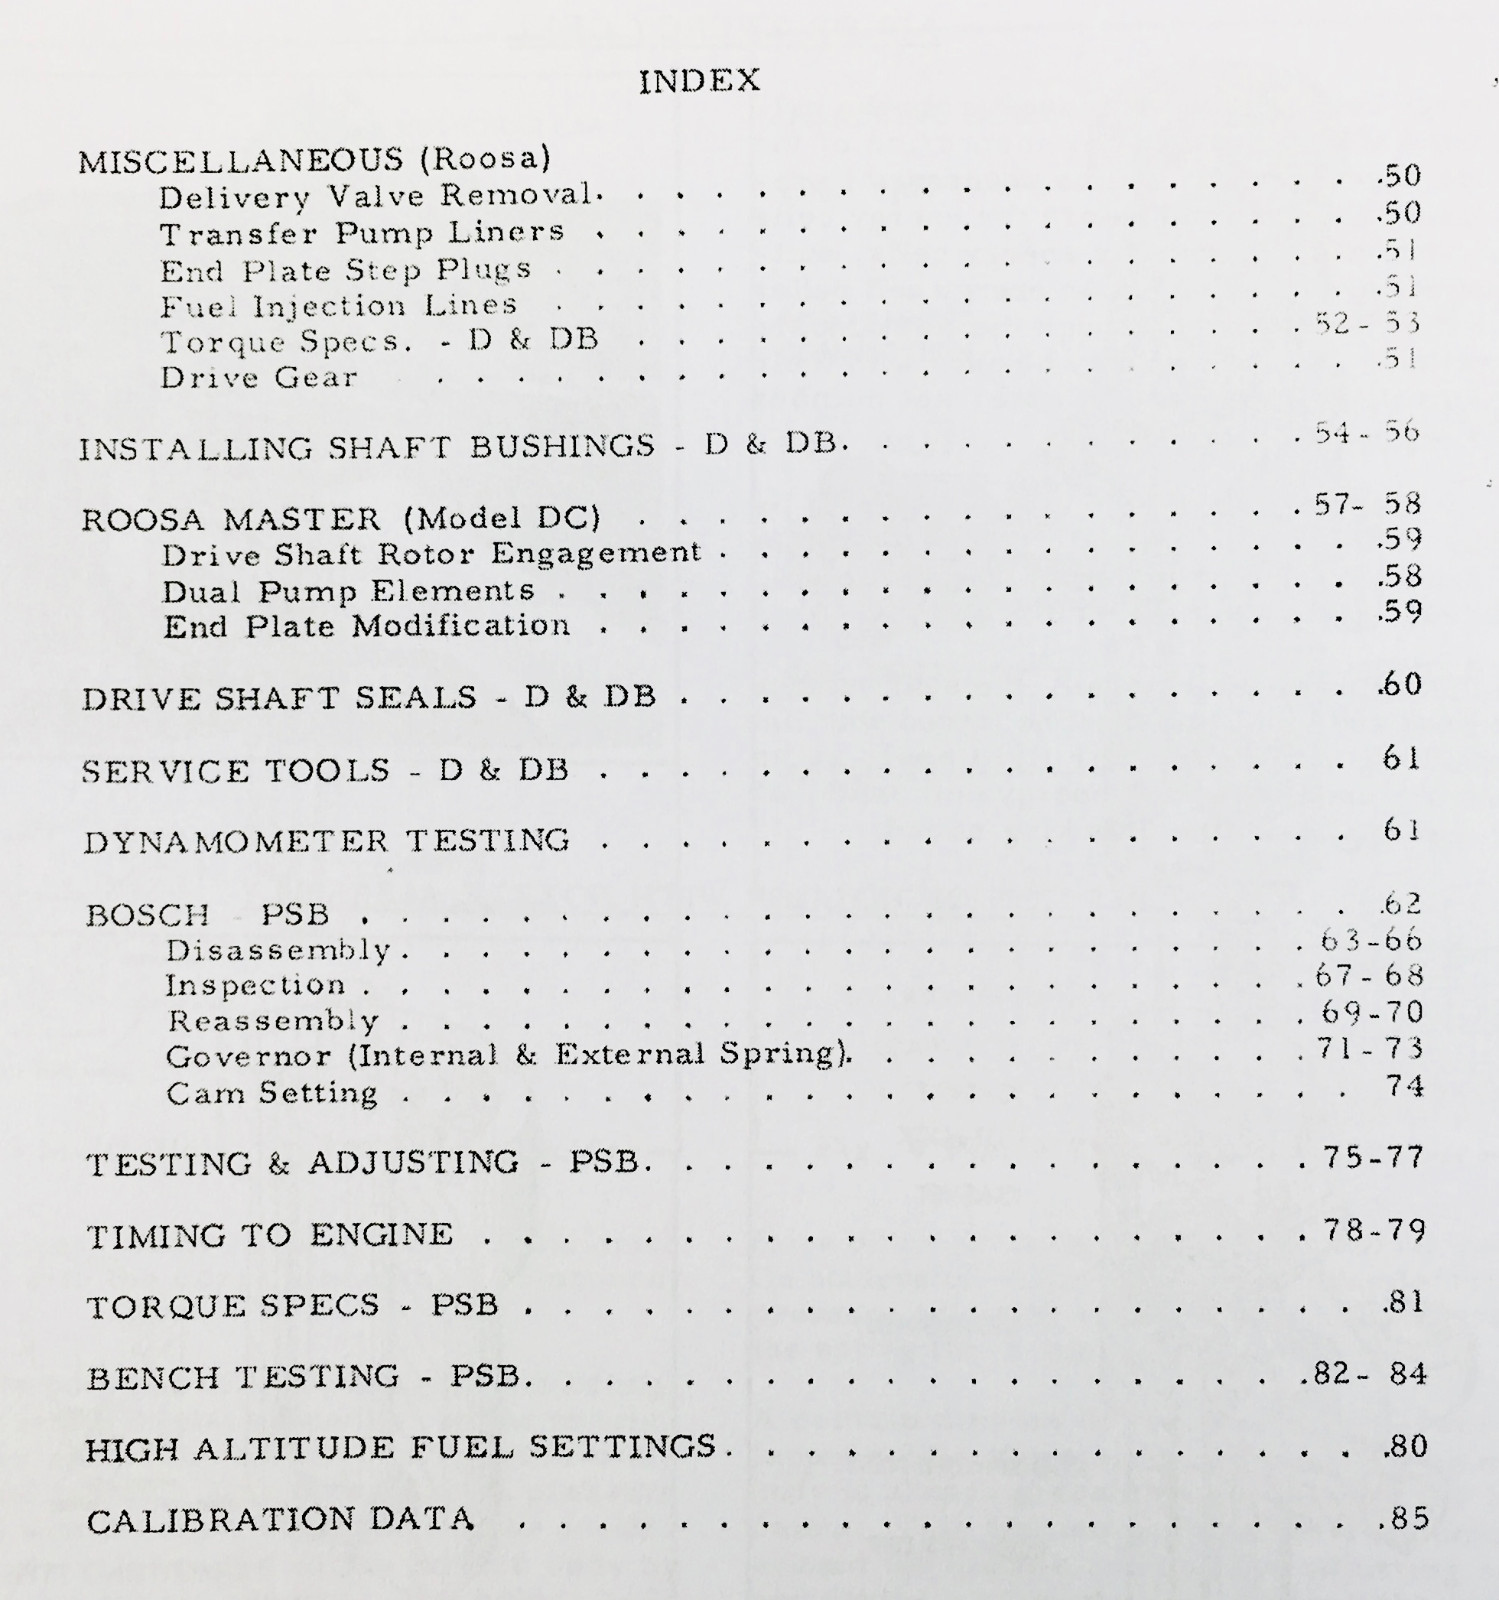 INDEX
MISCELLANEOUS (Roosa)
Delivery Valve Removal. . . . . . . . . . . . . . . . . . . .50
Transfer Pump Liners . . . . . . . . . . . . . . . . . . . .50
End Plate Step Plugs . . . . . . . . . . . . . . . . . . . . .51
Fuel Injection Lines . . . . . . . . . . . . . . . . . . . . .51
Torque Specs. - D & DB . . . . . . . . . . . . . . . . . 52-53
Drive Gear . . . . . . . . . . . . . . . . . . . . . . . .51
INSTALLING SHAFT BUSHINGS - D & DB. . . . . . . . . . . . 54-56
ROOSA MASTER (Model DC) . . . . . . . . . . . . . . . . . 57-58
Drive Shaft Rotor Engagement . . . . . . . . . . . . . . . . .59
Dual Pump Elements . . . . . . . . . . . . . . . . . . . . .58
End Plate Modification . . . . . . . . . . . . . . . . . . . .59
DRIVE SHAFT SEALS - D & DB . . . . . . . . . . . . . . . . . .60
SERVICE TOOLS - D & DB . . . . . . . . . . . . . . . . . . . 61
DYNAMOMETER TESTING . . . . . . . . . . . . . . . . . . . 61
BOSCH - PSB . . . . . . . . . . . . . . . . . . . . . . . . . .62
Disassembly. . . . . . . . . . . . . . . . . . . . . . . 63-66
Inspection . . . . . . . . . . . . . . . . . . . . . . . . 67-68
Reassembly . . . . . . . . . . . . . . . . . . . . . . . 69-70
Governor (Internal & External Spring). . . . . . . . . . . . 71-73
Cam Setting . . . . . . . . . . . . . . . . . . . . . . . . 74
TESTING & ADJUSTING - PSB. . . . . . . . . . . . . . . . . 75-77
TIMING TO ENGINE . . . . . . . . . . . . . . . . . . . . . 78-79
TORQUE SPECS - PSB . . . . . . . . . . . . . . . . . . . . . .81
BENCH TESTING - PSB. . . . . . . . . . . . . . . . . . . .82-84
HIGH ALTITUDE FUEL SETTINGS. . . . . . . . . . . . . . . . .80
CALIBRATION DATA . . . . . . . . . . . . . . . . . . . . . .85